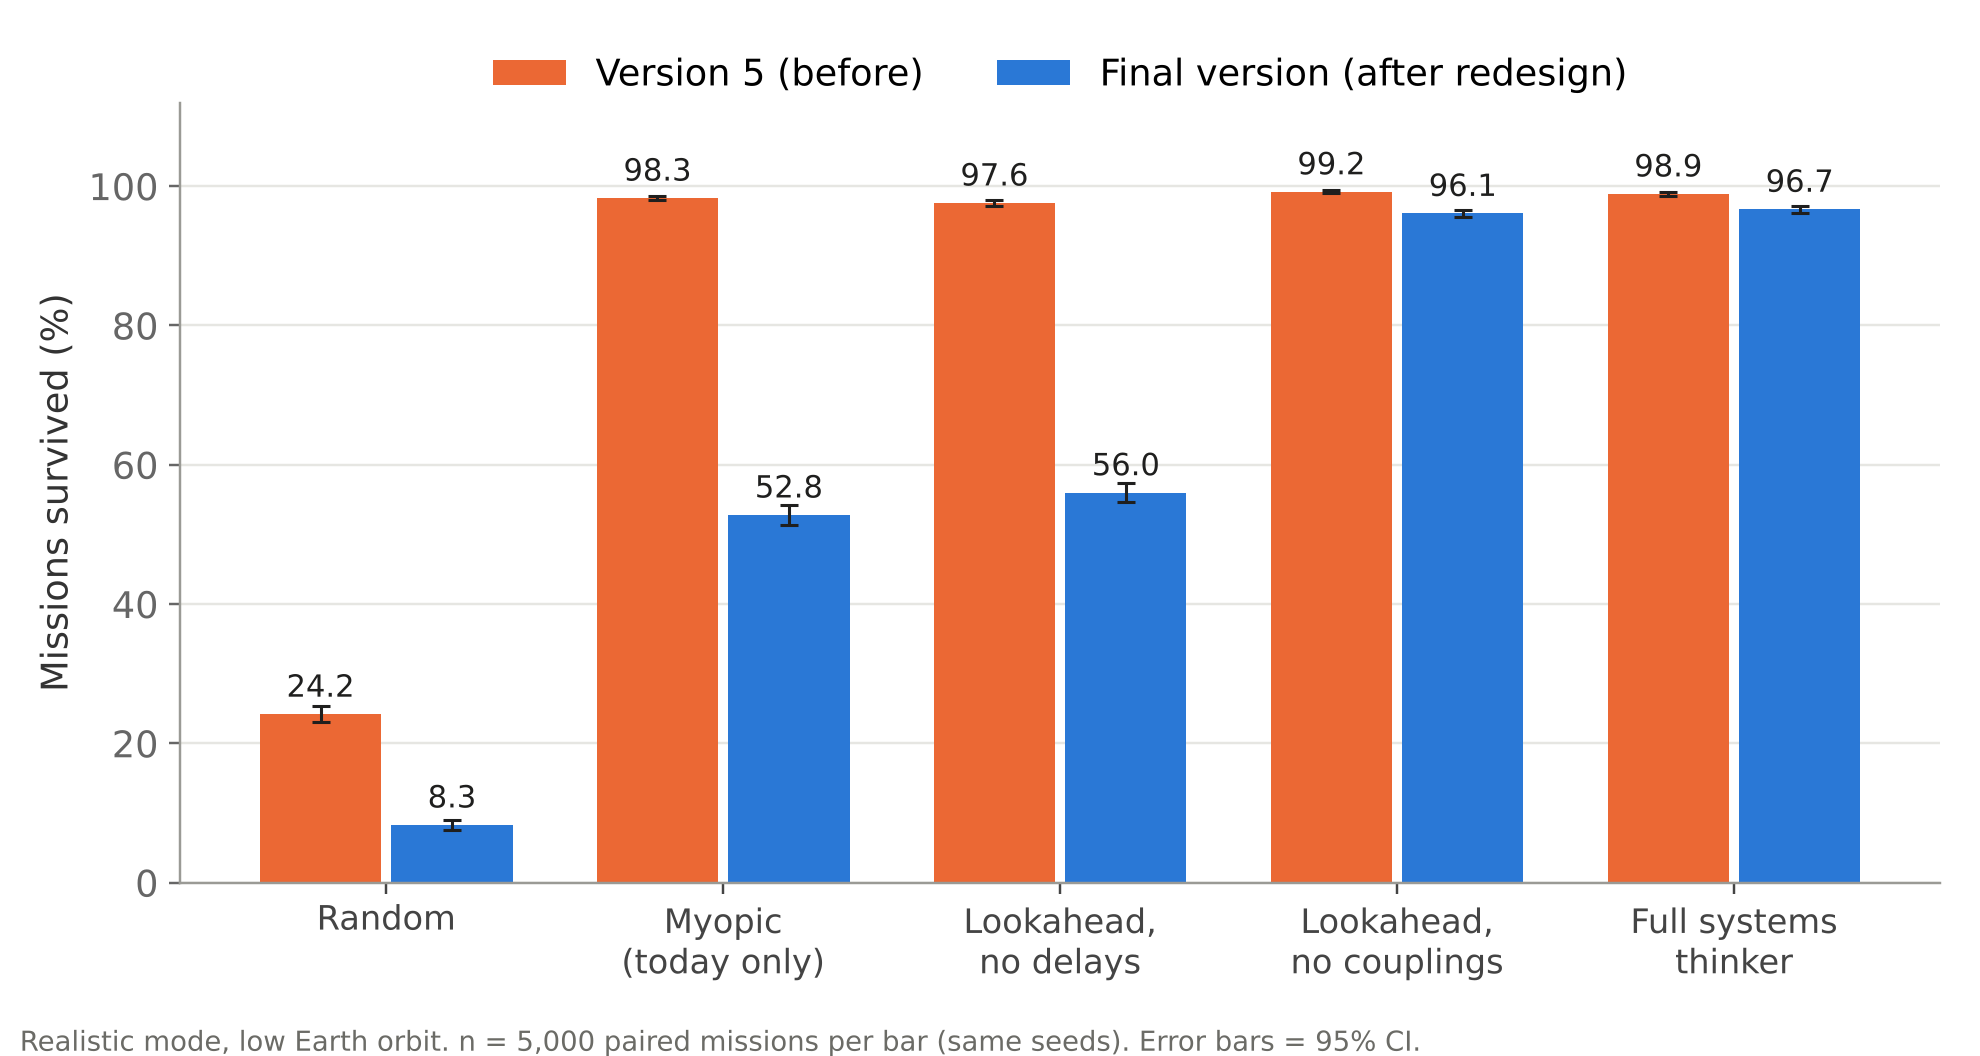 Version 5 (before) Final version (after redesign)
Missions survived (%)
100
80
60
40
20
0
24.2 8.3
98.3 52.8
97.6 56.0
99.2 96.1
98.9 96.7
Random
Myopic
(today only)
Lookahead,
no delays
Lookahead,
no couplings
Full systems
thinker
Realistic mode, low Earth orbit. n = 5,000 paired missions per bar (same seeds). Error bars = 95% CI.